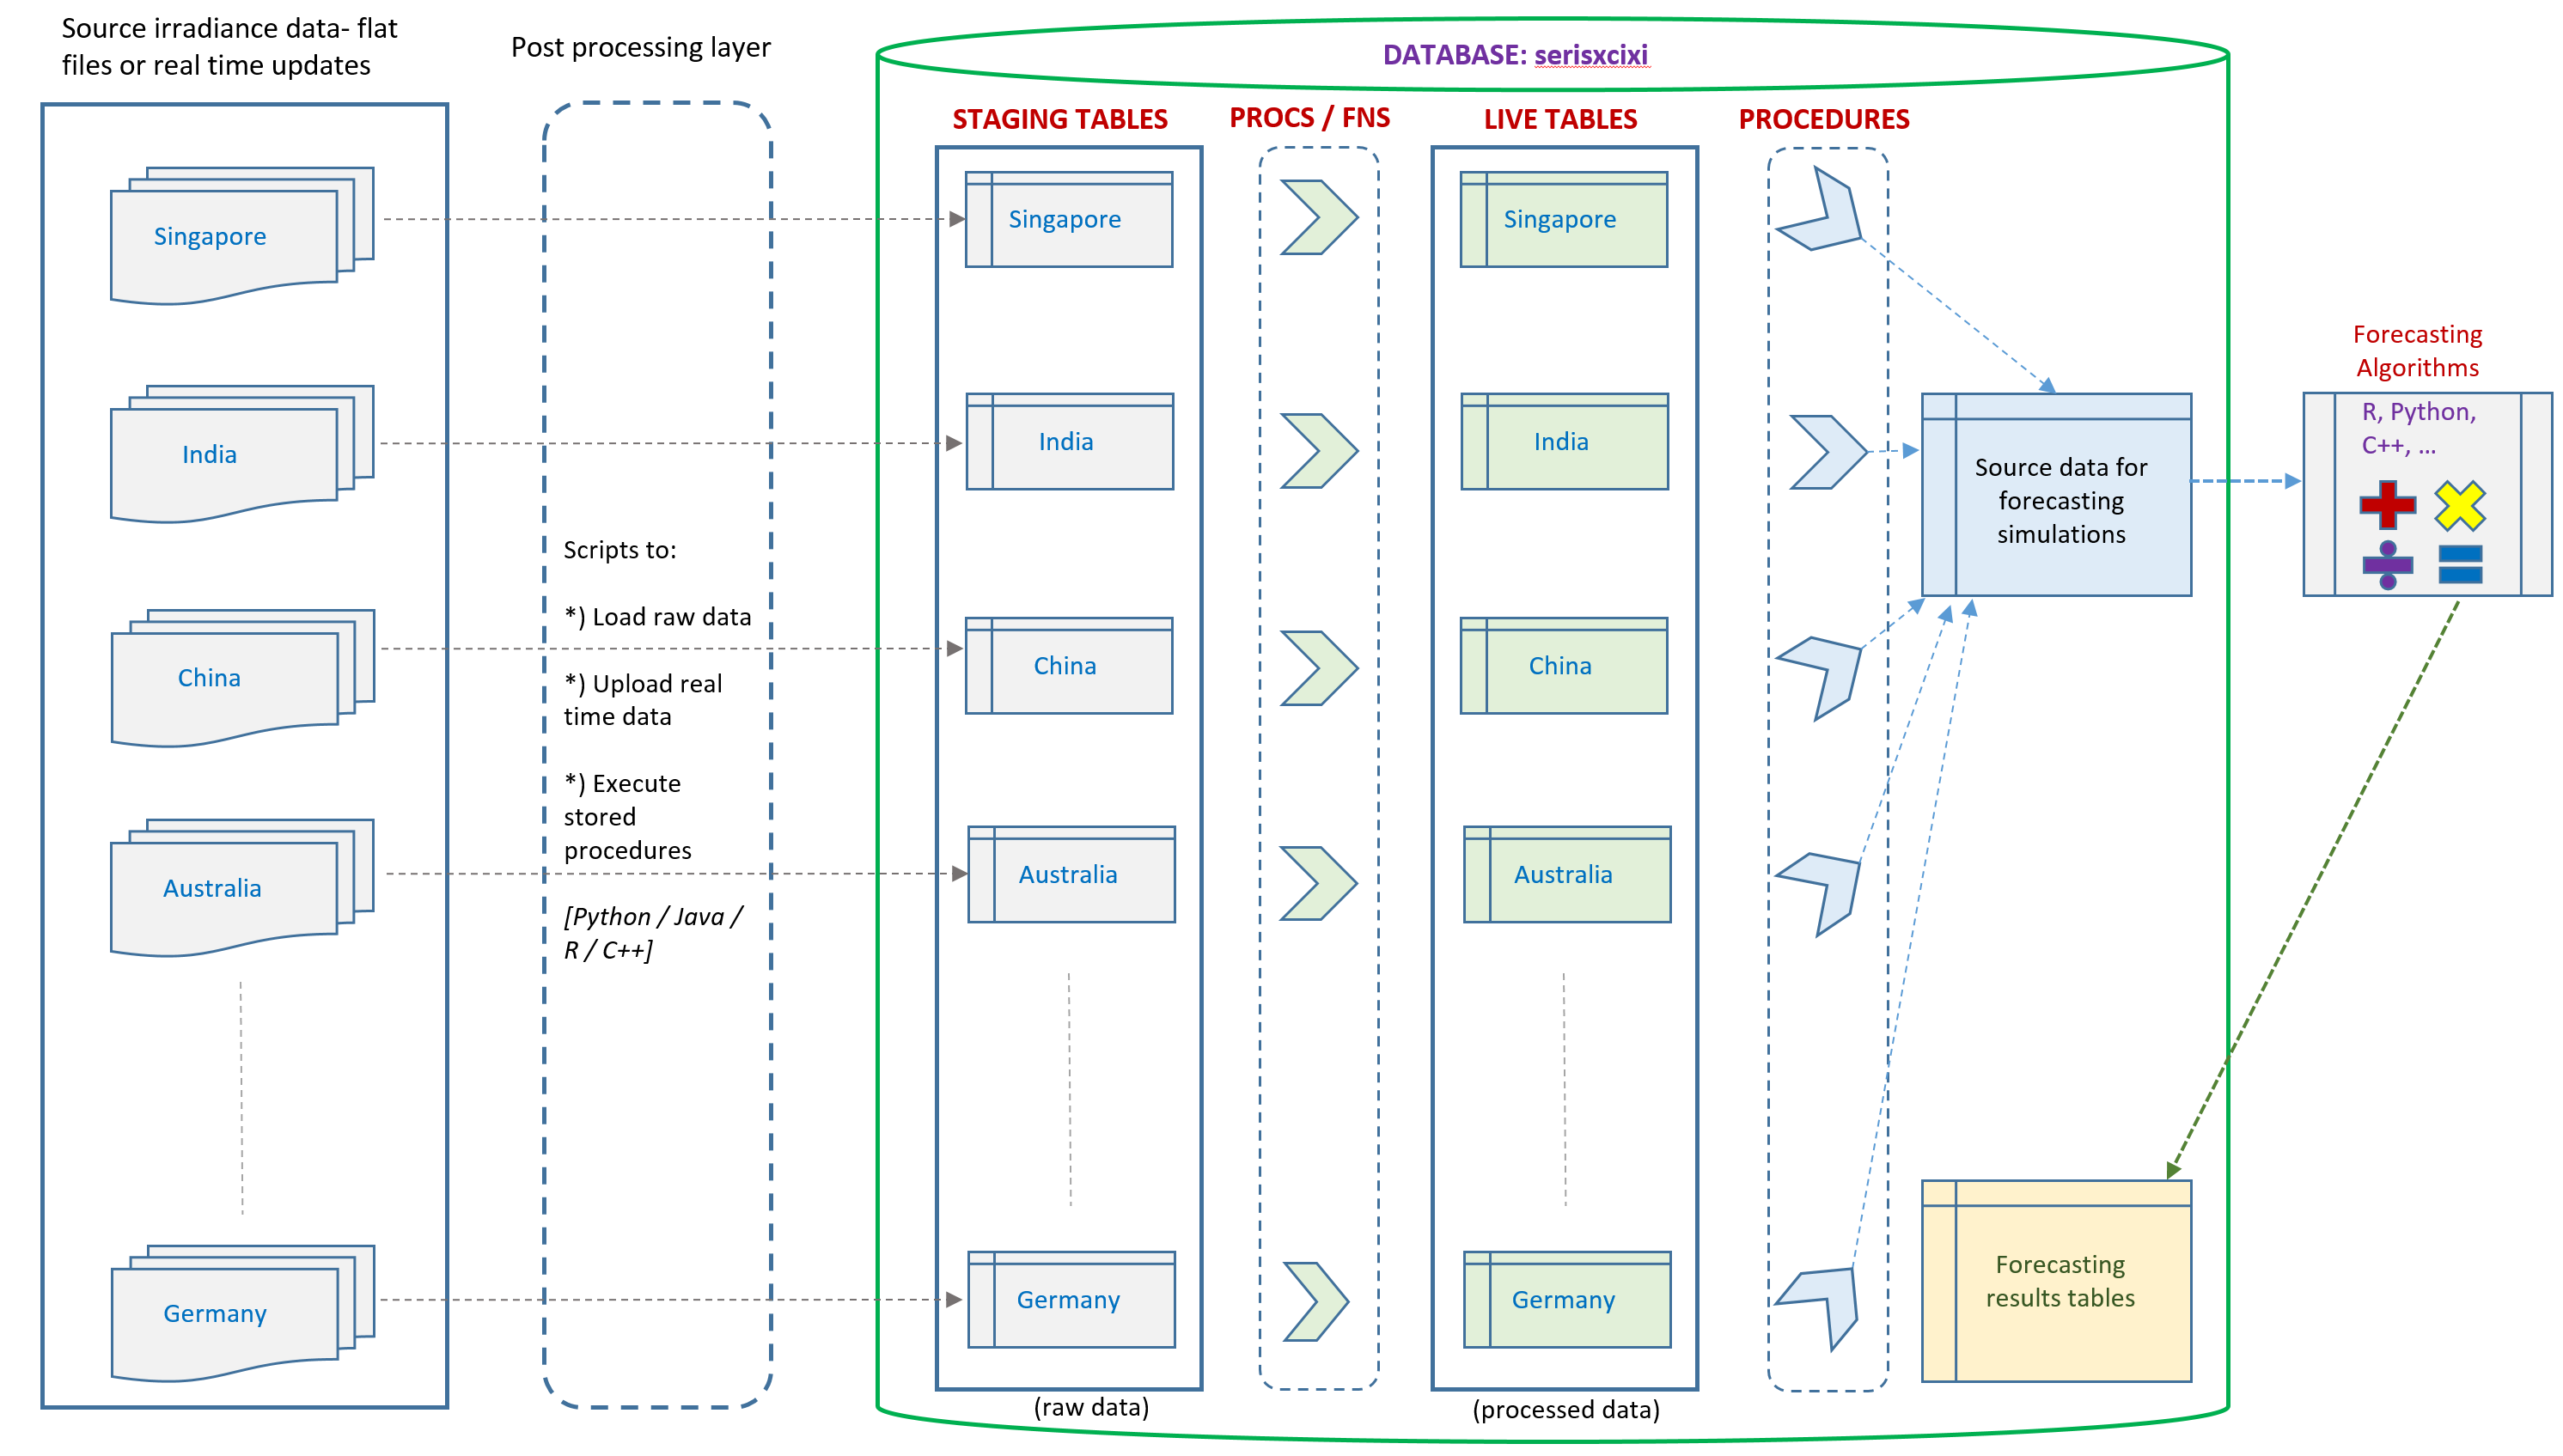 Source irradiance data- flat
files or real time updates
Singapore
India
China
Australia
Germany
Post processing layer
Scripts to:
*) Load raw data
*) Upload real
time data
*) Execute
stored
procedures
[Python / Java /
R / C++]
DATABASE: serisxcixi
STAGING TABLES
Singapore
India
China
Australia
Germany
(raw data)
PROCS / FNS
LIVE TABLES
Singapore
India
China
Australia
Germany
(processed data)
PROCEDURES
Source data for
forecasting
simulations
Forecasting
results tables
Forecasting
Algorithms
R, Python,
C++, ...